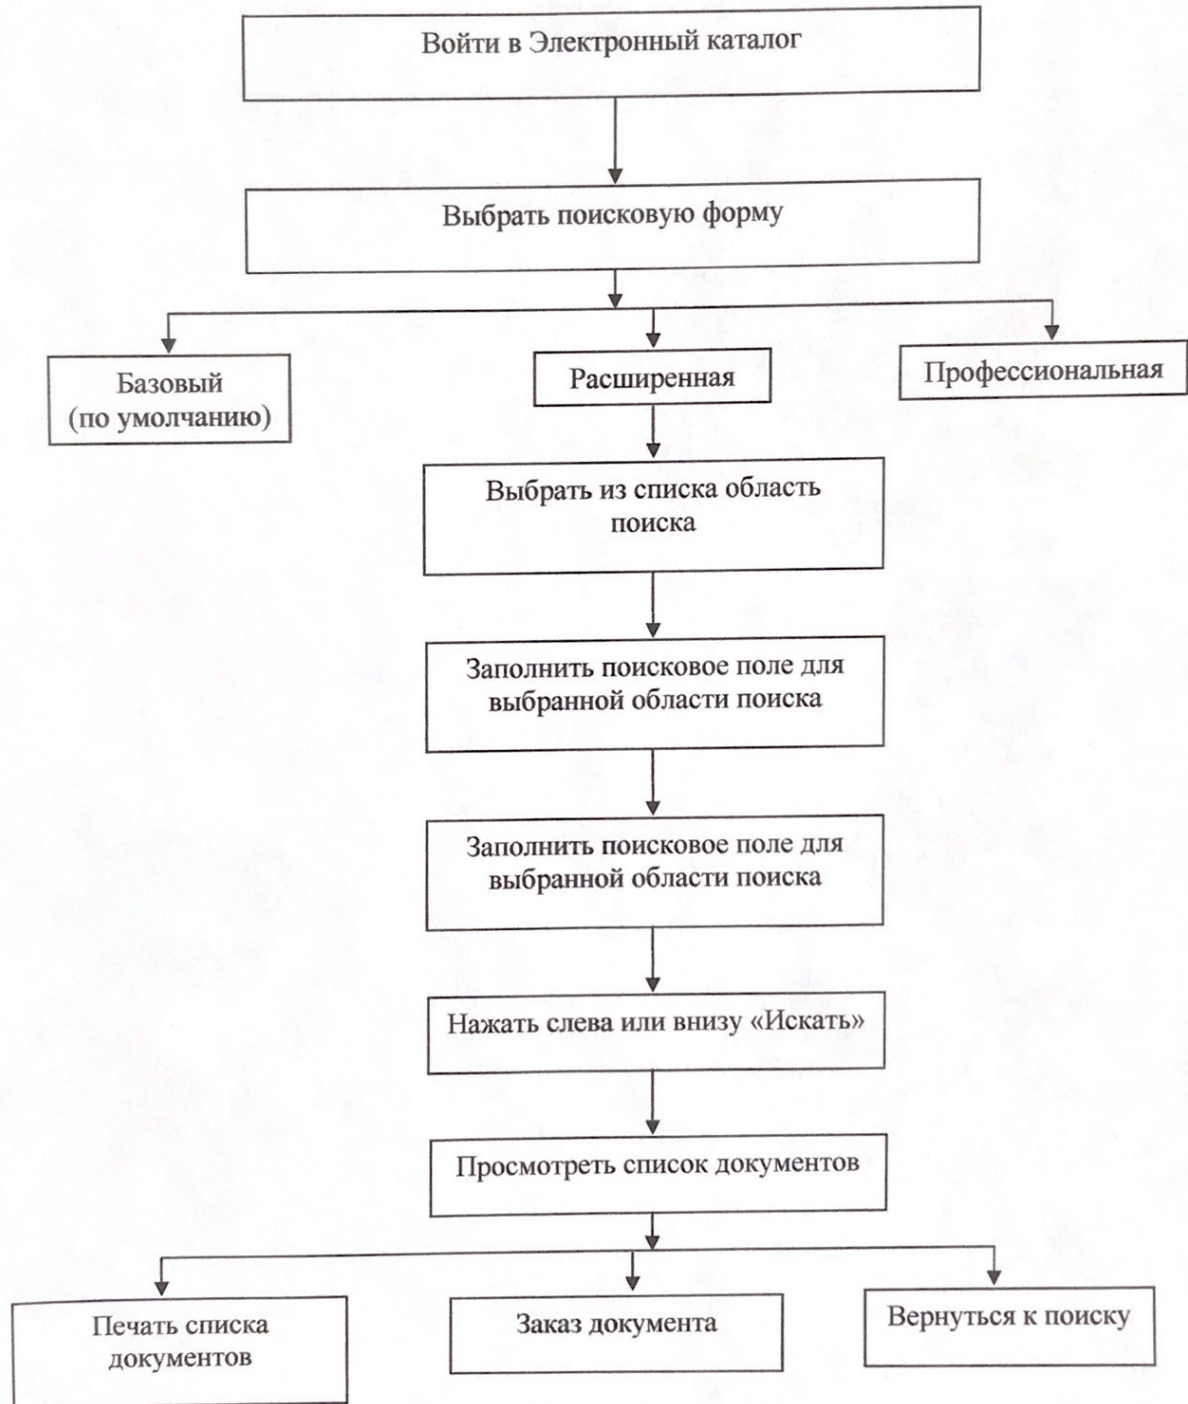 Войти в Электронный каталог
Выбрать поисковую форму
Базовый
(по умолчанию)
Расширенная
Профессиональная
Выбрать из списка область
поиска
Заполнить поисковое поле для
выбранной области поиска
Заполнить поисковое поле для
выбранной области поиска
Нажать слева или внизу «Искать»
Просмотреть список документов
Печать списка
документов
Заказ документа
Вернуться к поиску